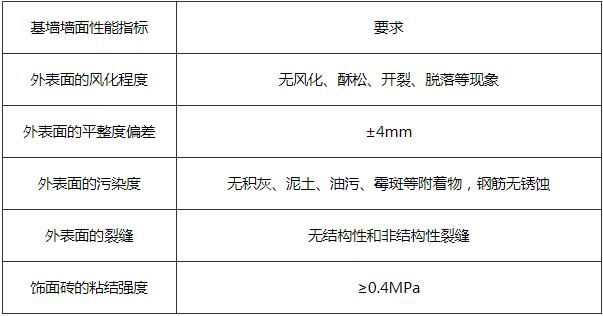 基墙墙面性能指标 要求
外表面的风化程度 无风化、酥松、开裂、脱落等现象
外表面的平整度偏差 ±4mm
外表面的污染度 无积灰、泥土、油污、霉斑等附着物，钢筋无锈蚀
外表面的裂缝 无结构性和非结构性裂缝
饰面砖的粘结强度 ≥0.4MPa